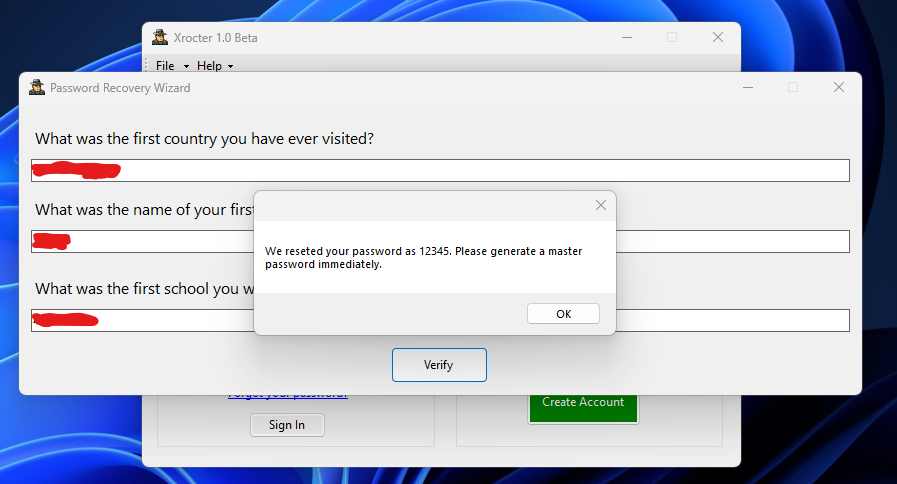 Xrocter 1.0 Beta
File Help
Password Recovery Wizard
What was the first country you have ever visited?
What was the name of your first
What was the first school you w
We reseted your password as 12345. Please generate a master
password immediately.
OK
Verify
Forgot your password?
Create Account
Sign In